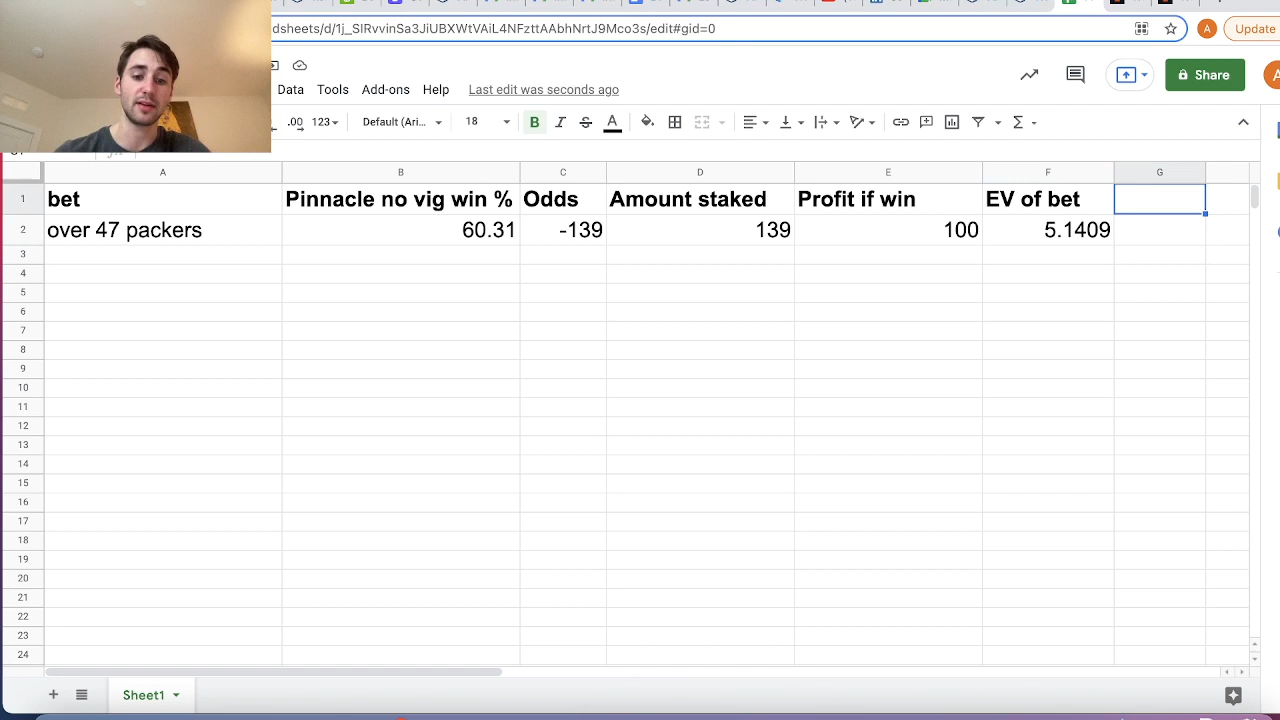 dsheets/d/1j_SIRvvinSa3JiUBXWtVAiL4NFzttAAbhNrtJ9Mco3s/edit#gid=0
A
Update
Data Tools Add-ons Help Last edit was seconds ago
Share
.00 123 Default (Ari... 18 B I S A
A B C D E F G
1 bet Pinnacle no vig win % Odds Amount staked Profit if win EV of bet
2 over 47 packers 60.31 -139 139 100 5.1409
3
4
5
6
7
8
9
10
11
12
13
14
15
16
17
18
19
20
21
22
23
24
Sheet1